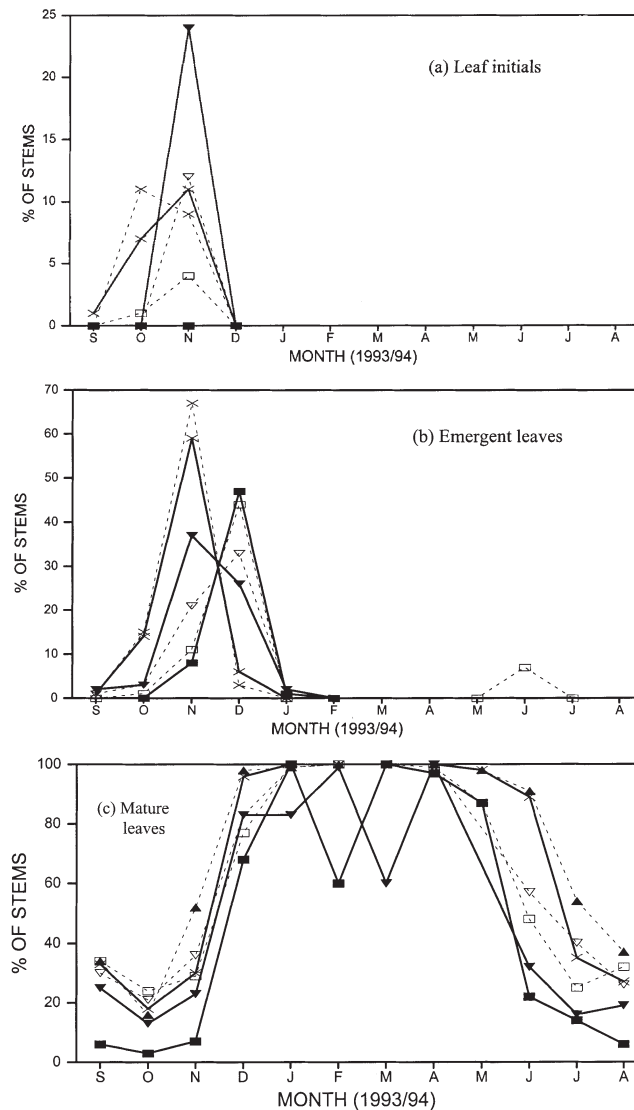 (a) Leaf initials
% OF STEMS
25
20
15
10
5
0
S O N D J F M A M J J A
MONTH (1993/94)
(b) Emergent leaves
% OF STEMS
70
60
50
40
30
20
10
0
S O N D J F M A M J J A
MONTH (1993/94)
(c) Mature
leaves
% OF STEMS
100
80
60
40
20
0
S O N D J F M A M J J A
MONTH (1993/94)